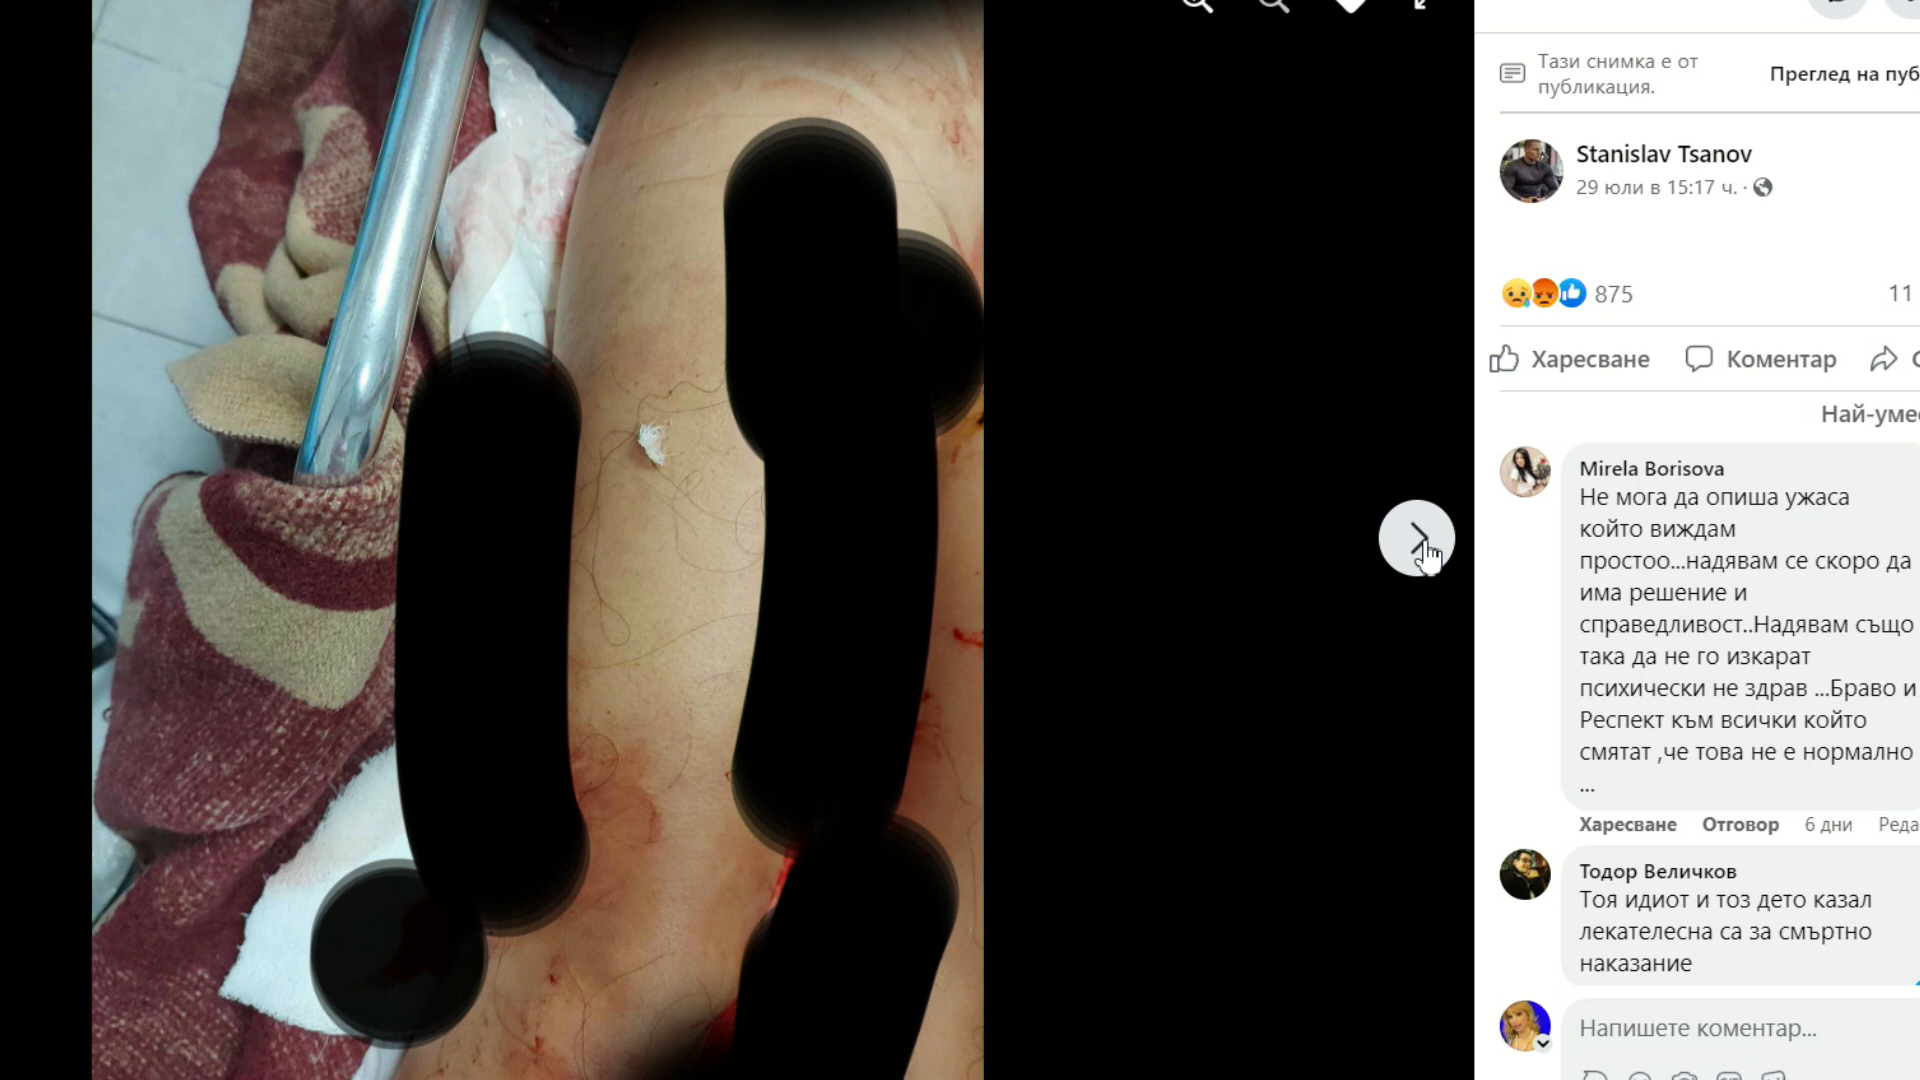 Тази снимка е от
публикация.
Преглед на пуб
Stanislav Tsanov
29 юли в 15:17 ч. ·
875
11
Харесване
Коментар
Най-уме
Mirela Borisova
Не мога да опиша ужаса
който виждам
простоо...надявам се скоро да
има решение и
справедливост..Надявам също
така да не го изкарат
психически не здрав ...Браво и
Респект към всички който
смятат ,че това не е нормално
...
Харесване Отговор 6 дни Реда
Тодор Величков
Тоя идиот и тоз дето казал
лекателесна са за смъртно
наказание
Напишете коментар...